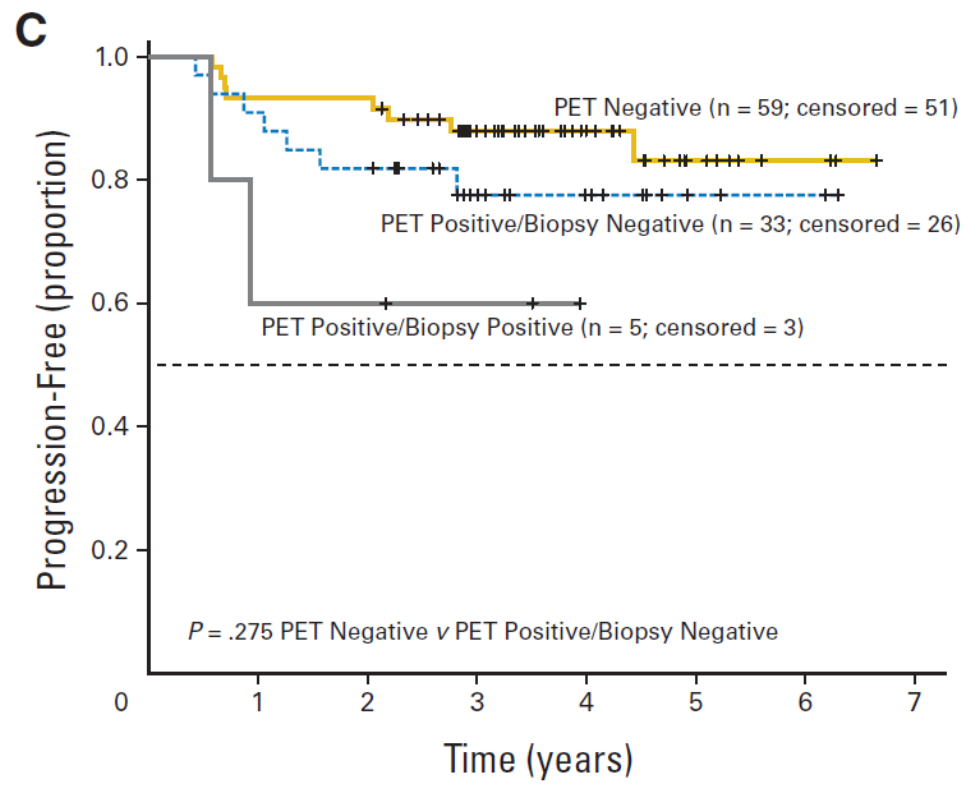 C
Progression-Free (proportion)
1.0
0.8
0.6
0.4
0.2
PET Negative (n = 59; censored = 51)
PET Positive/Biopsy Negative (n = 33; censored = 26)
PET Positive/Biopsy Positive (n = 5; censored = 3)
P = .275 PET Negative v PET Positive/Biopsy Negative
0 1 2 3 4 5 6 7
Time (years)